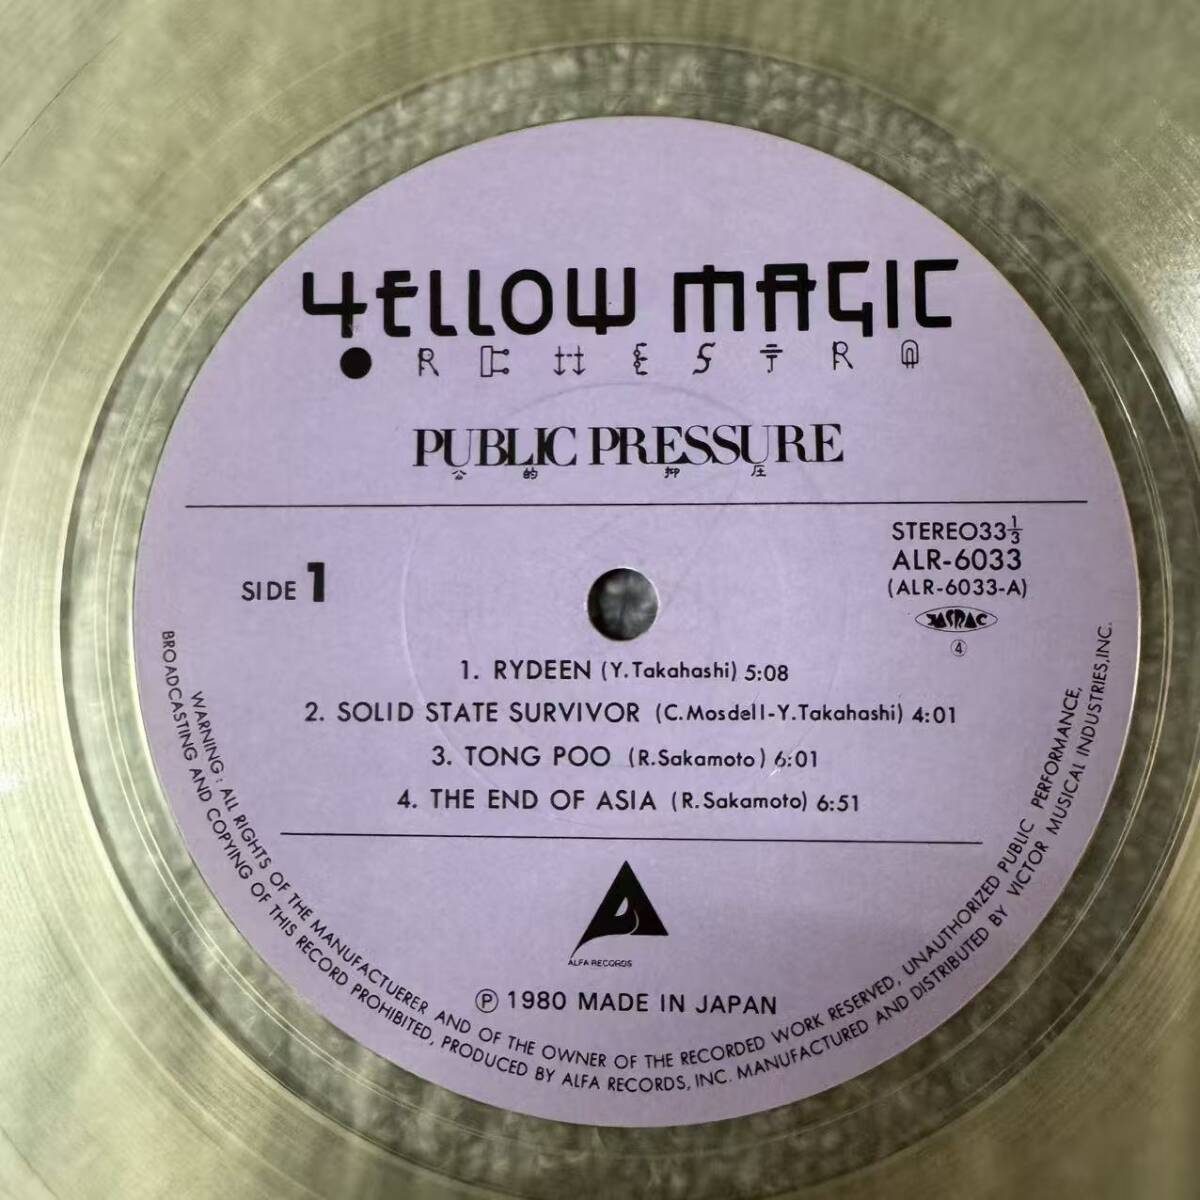 YELLOW MAGIC
ORCHESTRA
PUBLIC PRESSURE
公的抑圧
STEREO33⅓
ALR-6033
(ALR-6033-A)
JASRAC
④
SIDE 1
1. RYDEEN (Y.Takahashi) 5:08
2. SOLID STATE SURVIVOR (C.Mosdell-Y.Takahashi) 4:01
3. TONG POO (R.Sakamoto) 6:01
4. THE END OF ASIA (R.Sakamoto) 6:51
ALFA RECORDS
Ⓟ 1980 MADE IN JAPAN
WARNING: ALL RIGHTS OF THE MANUFACTUERER AND OF THE OWNER OF THE RECORDED WORK RESERVED, UNAUTHORIZED PUBLIC PERFORMANCE,
BROADCASTING AND COPYING OF THIS RECORD PROHIBITED, PRODUCED BY ALFA RECORDS, INC. MANUFACTURED AND DISTRIBUTED BY VICTOR MUSICAL INDUSTRIES, INC.